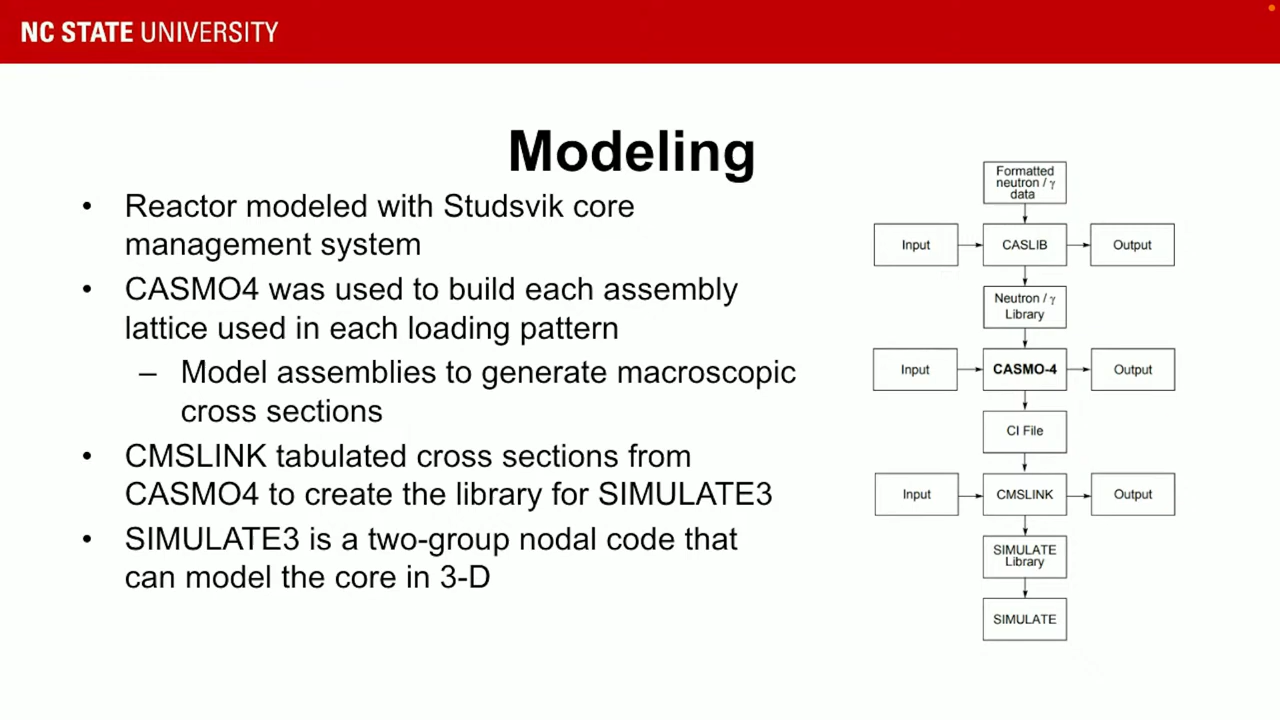 NC STATE UNIVERSITY
Modeling
• Reactor modeled with Studsvik core
management system
• CASMO4 was used to build each assembly
lattice used in each loading pattern
– Model assemblies to generate macroscopic
cross sections
• CMSLINK tabulated cross sections from
CASMO4 to create the library for SIMULATE3
• SIMULATE3 is a two-group nodal code that
can model the core in 3-D
Formatted
neutron / γ
data
Input
CASLIB
Output
Neutron / γ
Library
Input
CASMO-4
Output
CI File
Input
CMSLINK
Output
SIMULATE
Library
SIMULATE